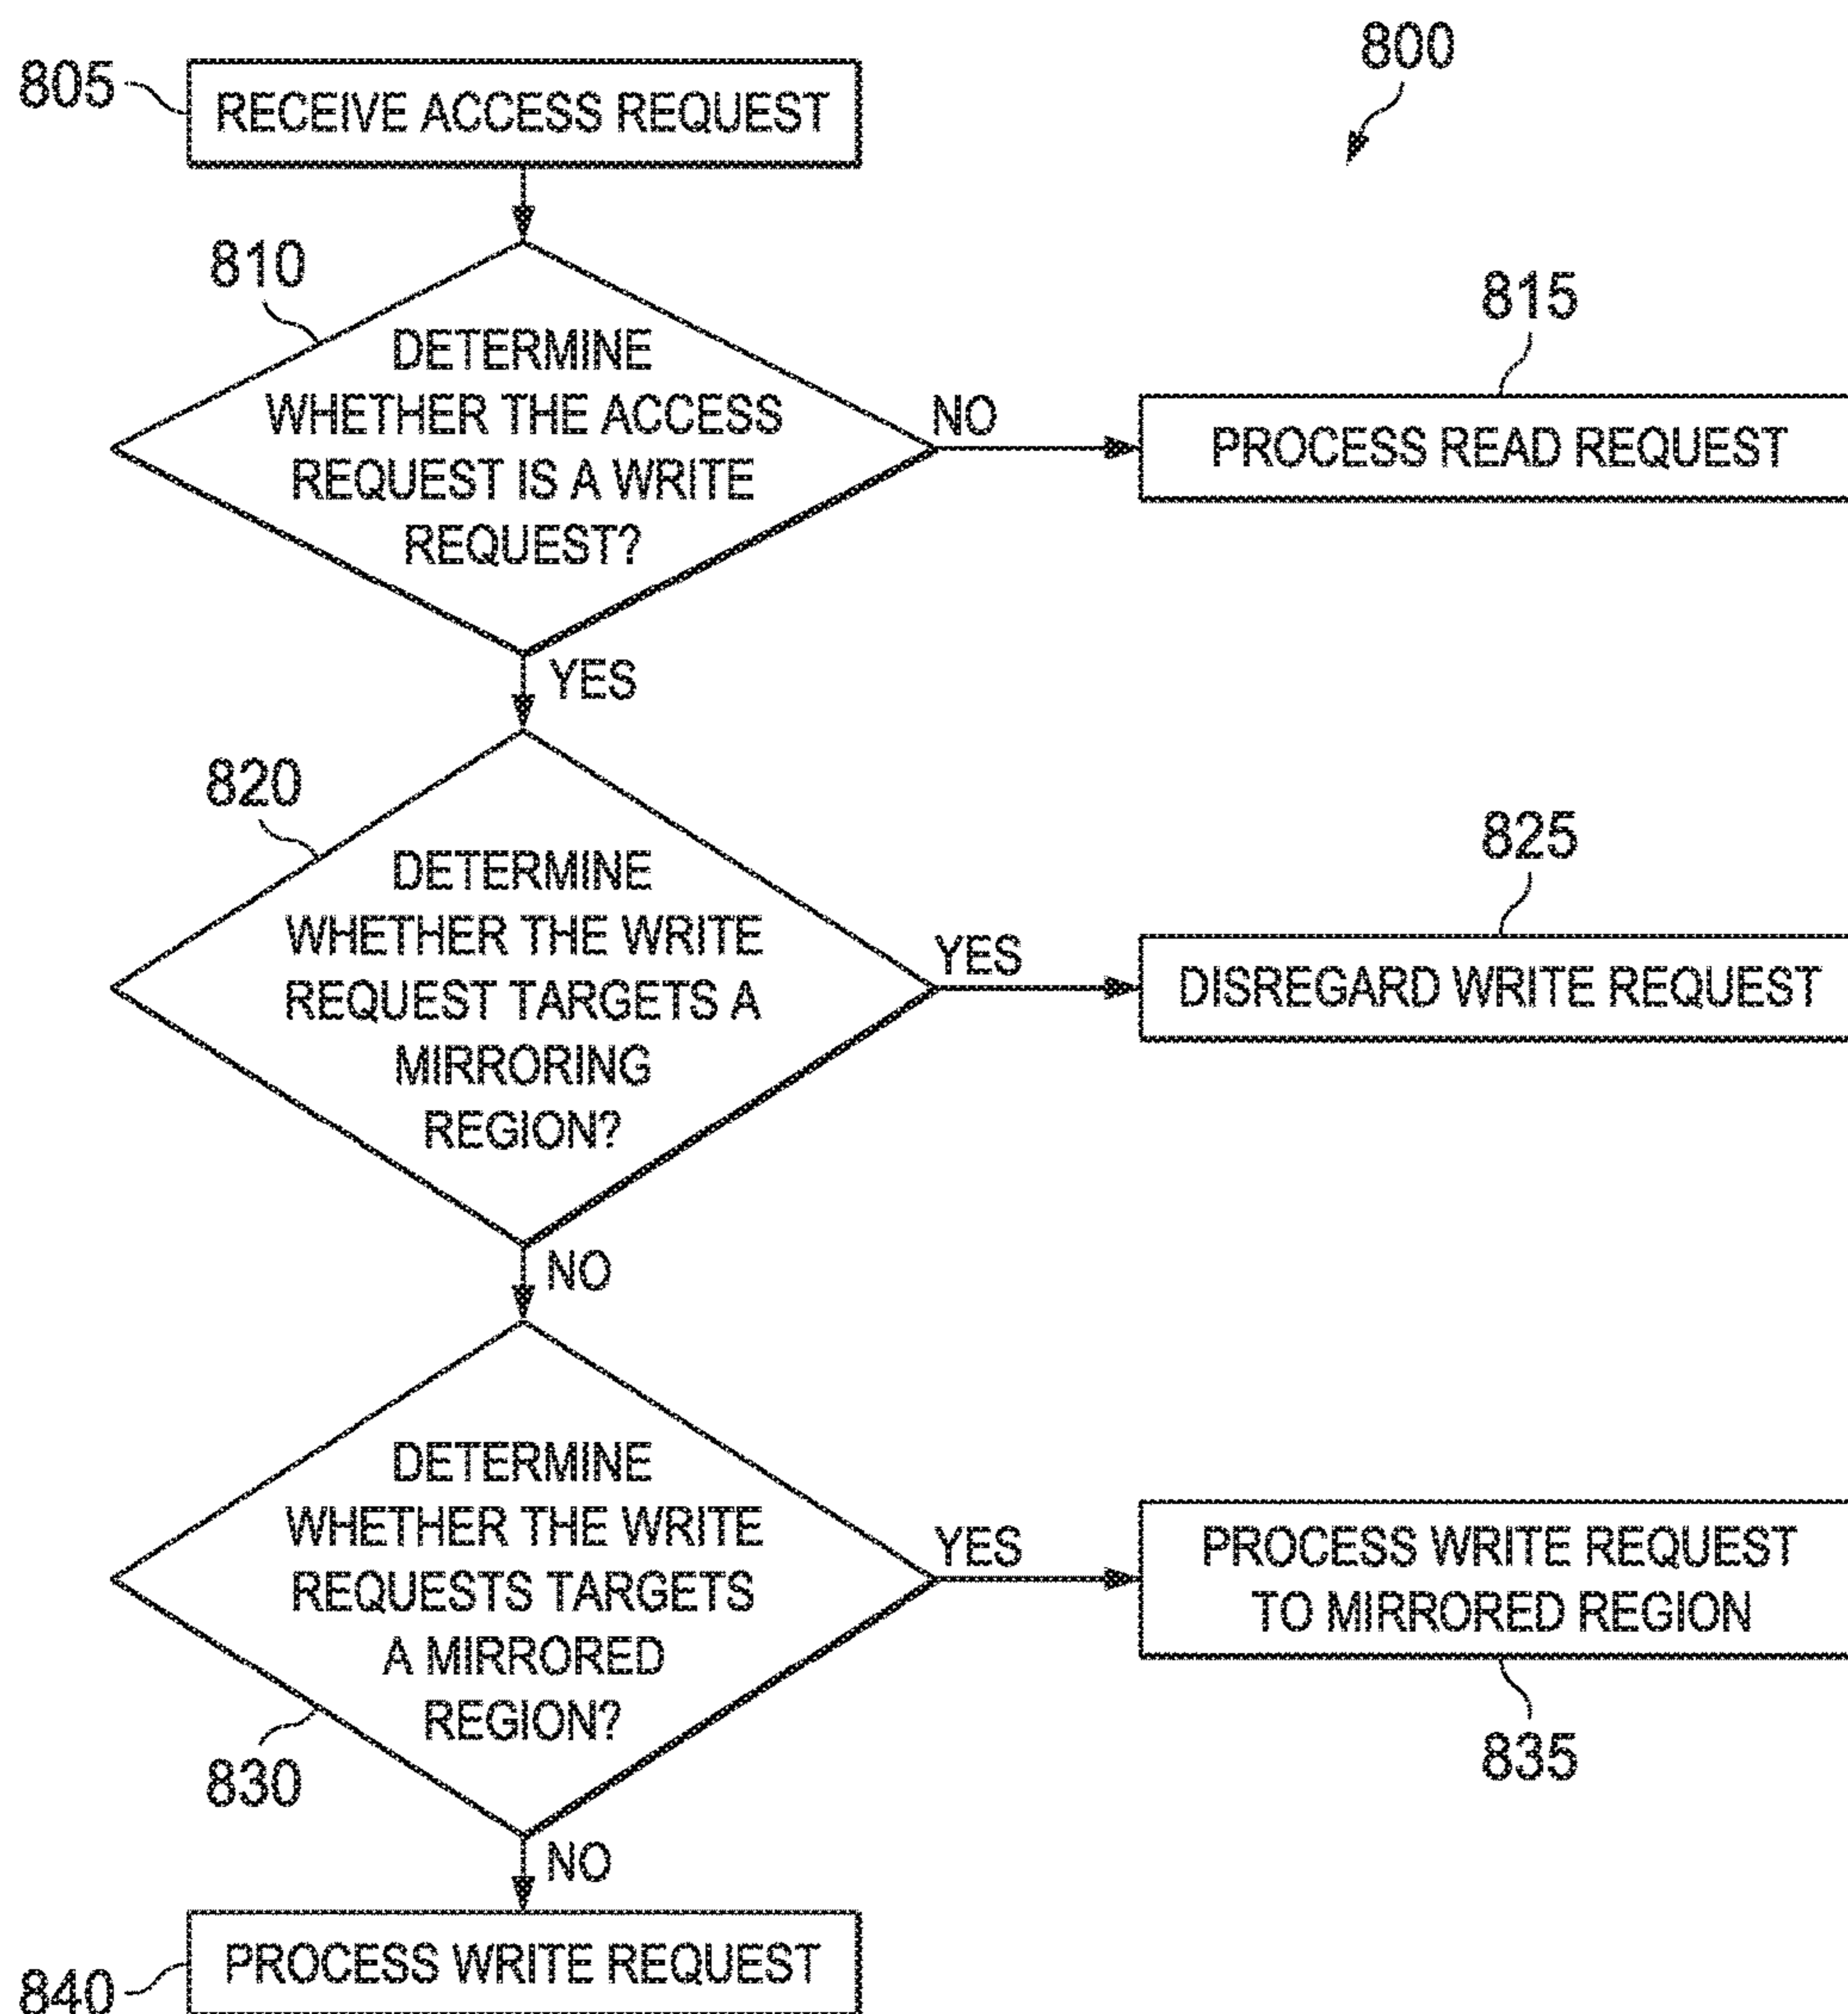 800
805
RECEIVE ACCESS REQUEST
810
DETERMINE
WHETHER THE ACCESS
REQUEST IS A WRITE
REQUEST?
NO
815
PROCESS READ REQUEST
YES
820
DETERMINE
WHETHER THE WRITE
REQUEST TARGETS A
MIRRORING
REGION?
YES
825
DISREGARD WRITE REQUEST
NO
DETERMINE
WHETHER THE WRITE
REQUESTS TARGETS
A MIRRORED
REGION?
830
YES
PROCESS WRITE REQUEST
TO MIRRORED REGION
835
NO
PROCESS WRITE REQUEST
840